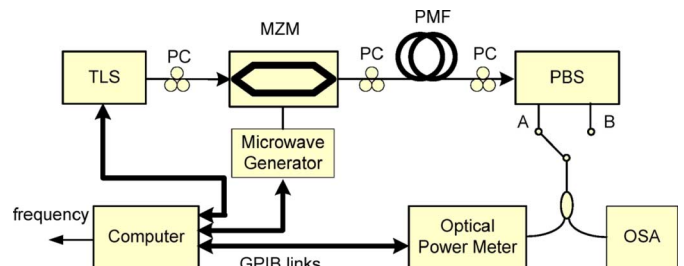 MZM
PMF
PC
PC
PC
TLS
PBS
A
B
Microwave
Generator
frequency
Computer
GPIB links
Optical
Power Meter
OSA